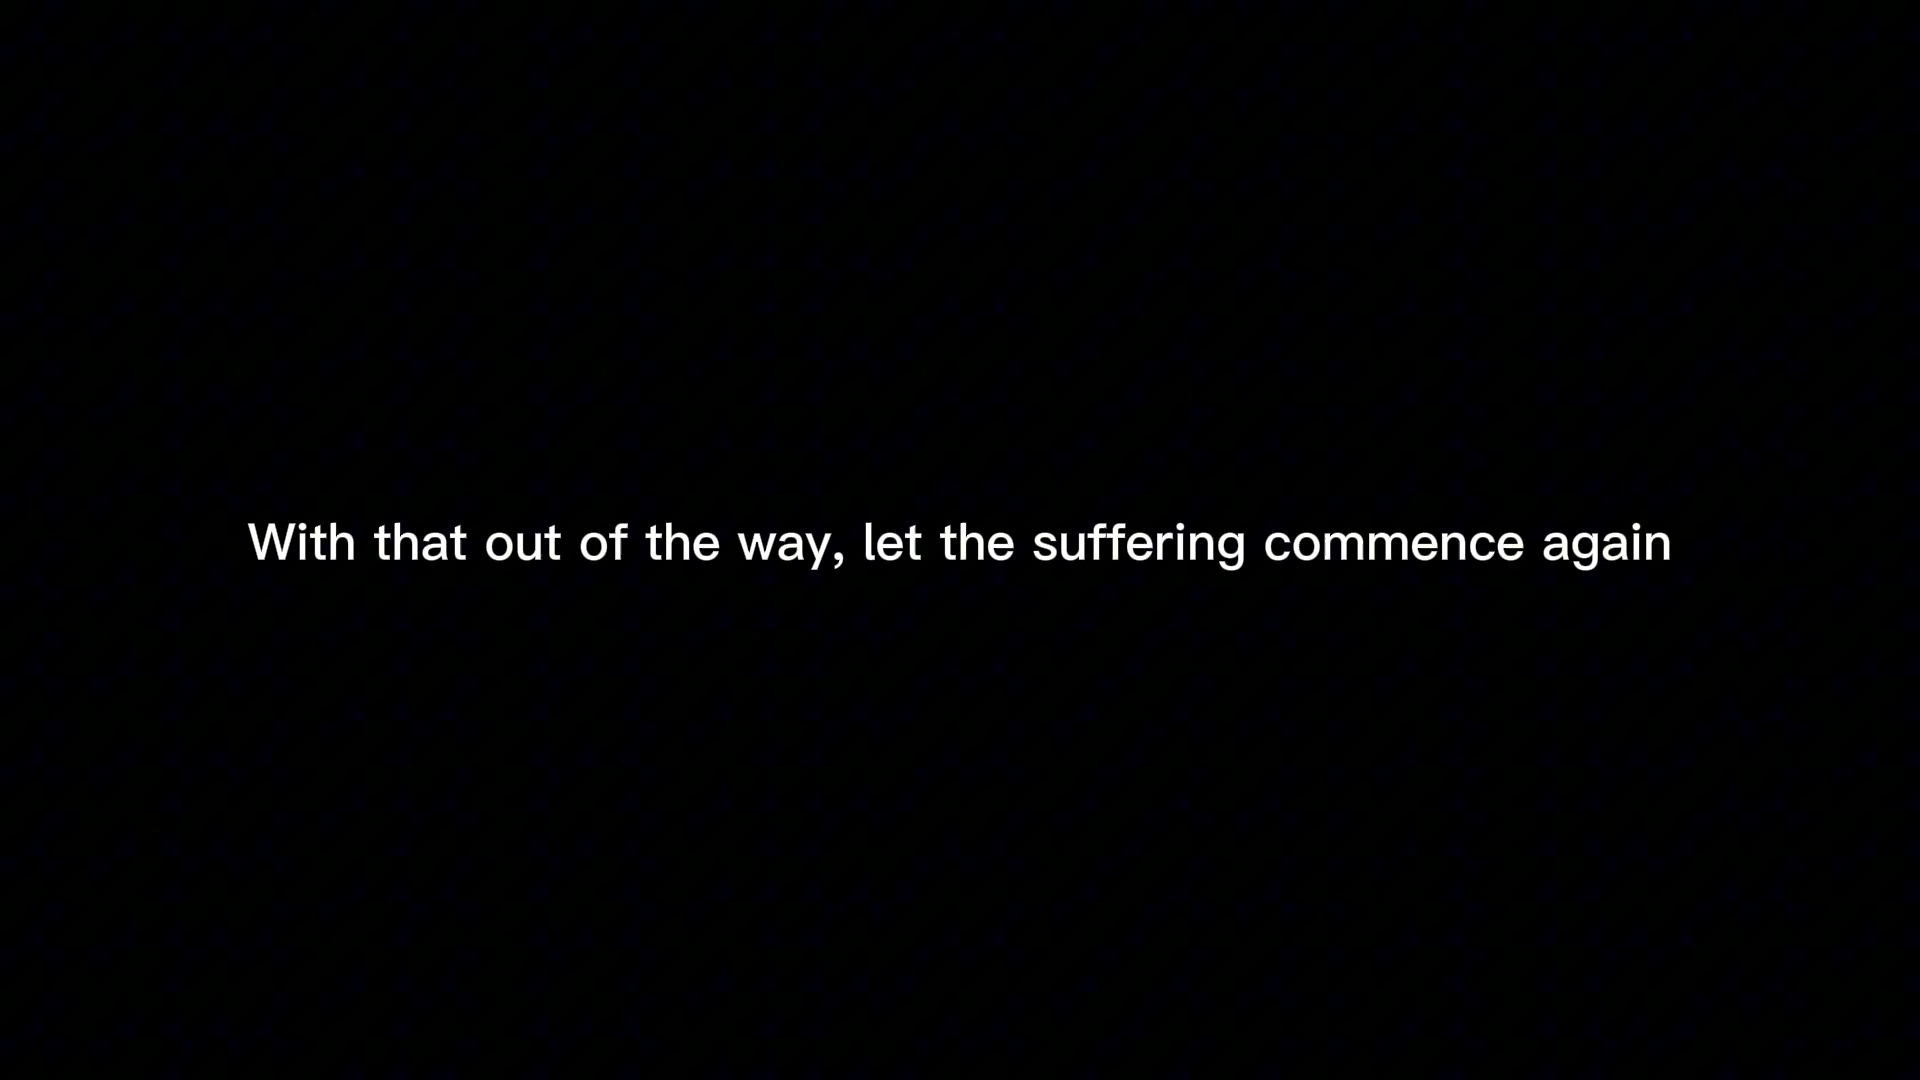 With that out of the way, let the suffering commence again